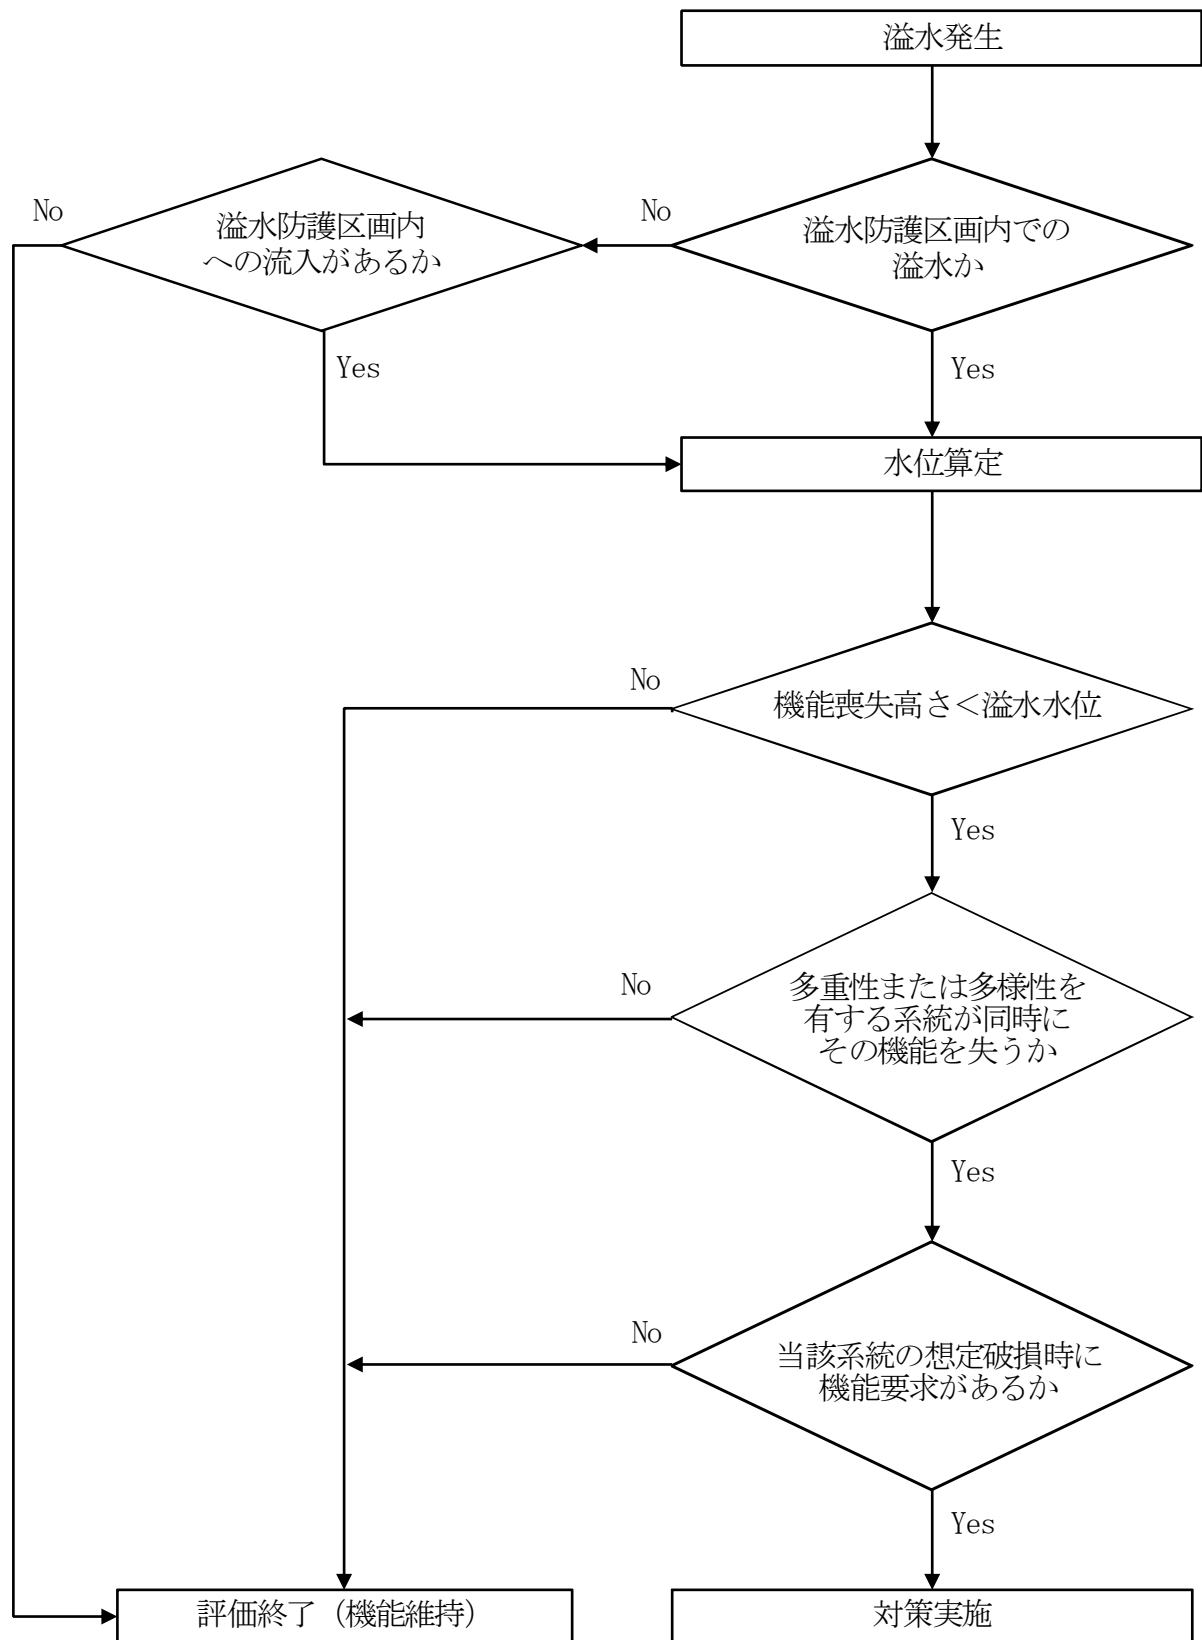 溢水発生
No
溢水防護区画内
への流入があるか
No
溢水防護区画内での
溢水か
Yes
Yes
水位算定
No
機能喪失高さ＜溢水水位
Yes
No
多重性または多様性を
有する系統が同時に
その機能を失うか
Yes
No
当該系統の想定破損時に
機能要求があるか
Yes
評価終了（機能維持）
対策実施